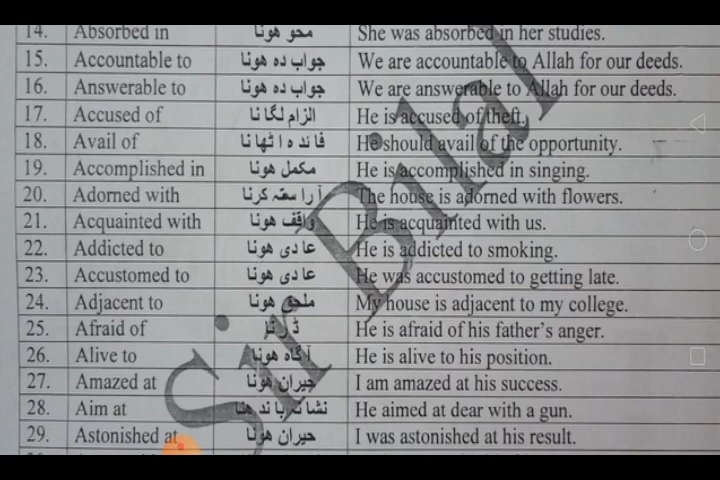 14. Absorbed in محو ہونا She was absorbed in her studies.
15. Accountable to جواب دہ ہونا We are accountable to Allah for our deeds.
16. Answerable to جواب دہ ہونا We are answerable to Allah for our deeds.
17. Accused of الزام لگانا He is accused of theft.
18. Avail of فائدہ اٹھانا He should avail of the opportunity.
19. Accomplished in مکمل ہونا He is accomplished in singing.
20. Adorned with آراستہ کرنا The house is adorned with flowers.
21. Acquainted with واقف ہونا He is acquainted with us.
22. Addicted to عادی ہونا He is addicted to smoking.
23. Accustomed to عادی ہونا He was accustomed to getting late.
24. Adjacent to ملحق ہونا My house is adjacent to my college.
25. Afraid of ڈرنا He is afraid of his father's anger.
26. Alive to آگاہ ہونا He is alive to his position.
27. Amazed at حیران ہونا I am amazed at his success.
28. Aim at نشانہ باندھنا He aimed at dear with a gun.
29. Astonished at حیران ہونا I was astonished at his result.
Sir Bilal